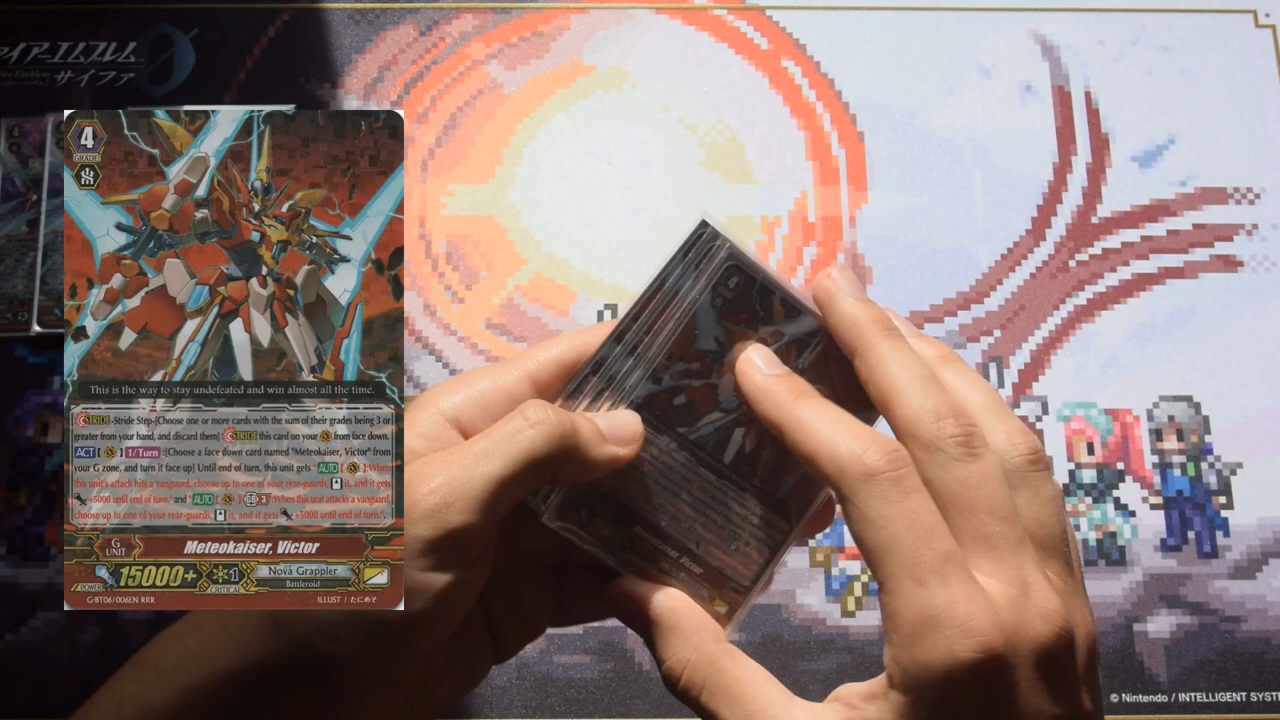 ァイアーエムブレム
サイファ
4
GRADE
This is the way to stay undefeated and win almost all the time.
STRIDE-Stride Step-[Choose one or more cards with the sum of their grades being 3 or
greater from your hand, and discard them] STRIDE this card on your from face down.
ACT [ ] 1/Turn :[Choose a face down card named "Meteokaiser, Victor" from
your G zone, and turn it face up] Until end of turn, this unit gets "AUTO [ ]:When
this unit's attack hits a vanguard, choose up to one of your rear-guards, it, and it gets
+5000 until end of turn." and "AUTO [ ] GB 3 :When this unit attacks a vanguard,
choose up to one of your rear-guards, it, and it gets +5000 until end of turn.".
G UNIT
Meteokaiser, Victor
POWER 15000+ 1 CRITICAL Nova Grappler
Battleroid
G-BT06/006EN RRR ILLUST / たにめそ
Meteokaiser, Victor
© Nintendo / INTELLIGENT SYST